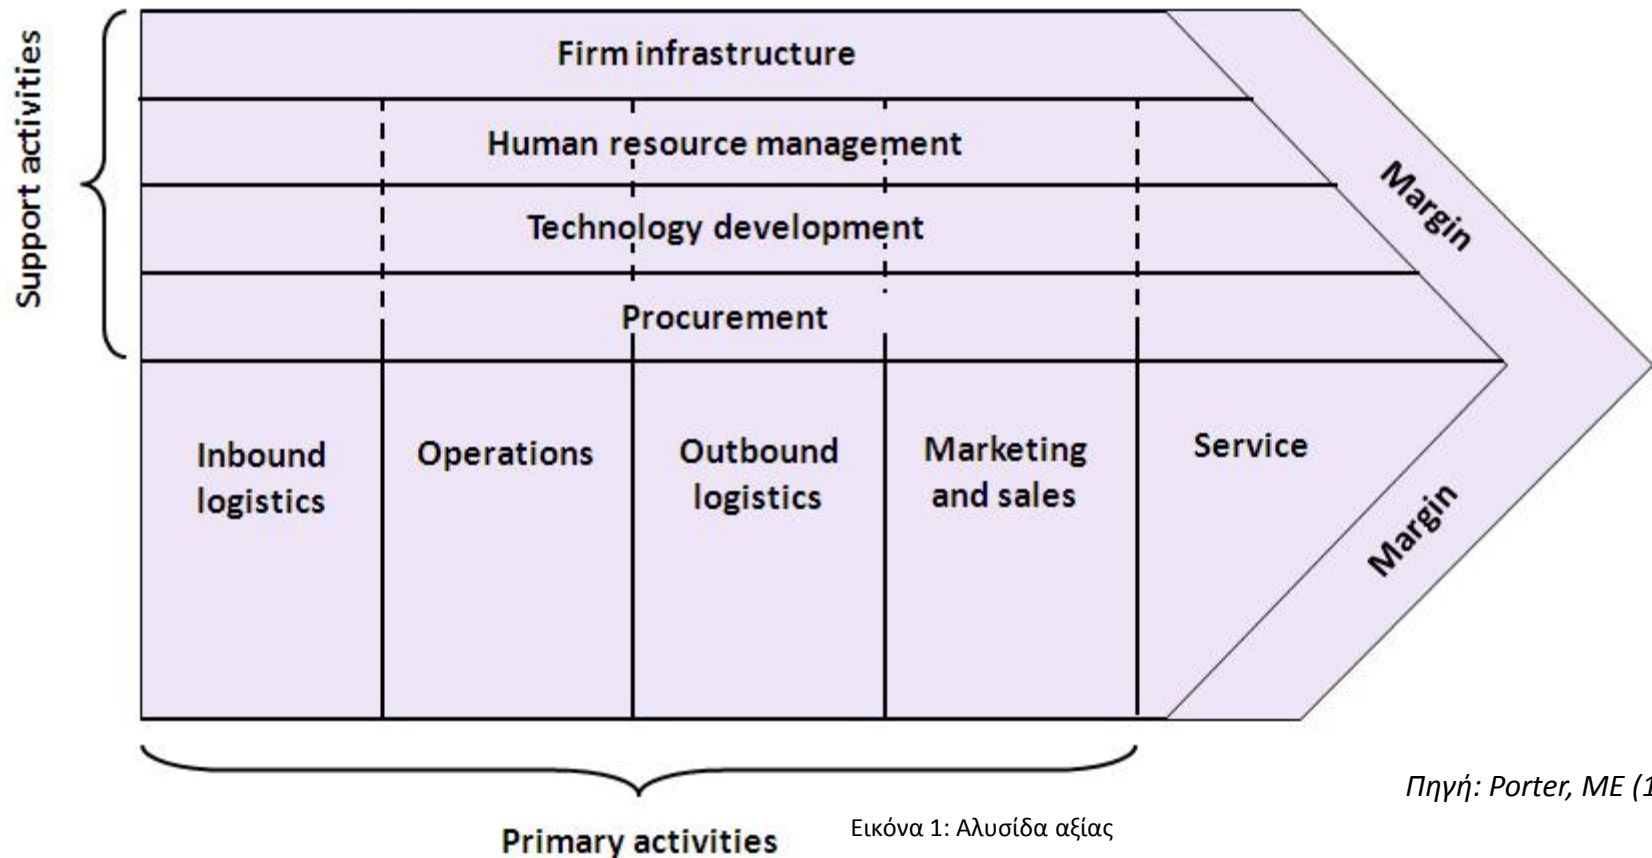 Support activities
Firm infrastructure
Human resource management
Technology development
Procurement
Inbound
logistics
Operations
Outbound
logistics
Marketing
and sales
Service
Margin
Margin
Primary activities
Πηγή: Porter, ME (1
Εικόνα 1: Αλυσίδα αξίας